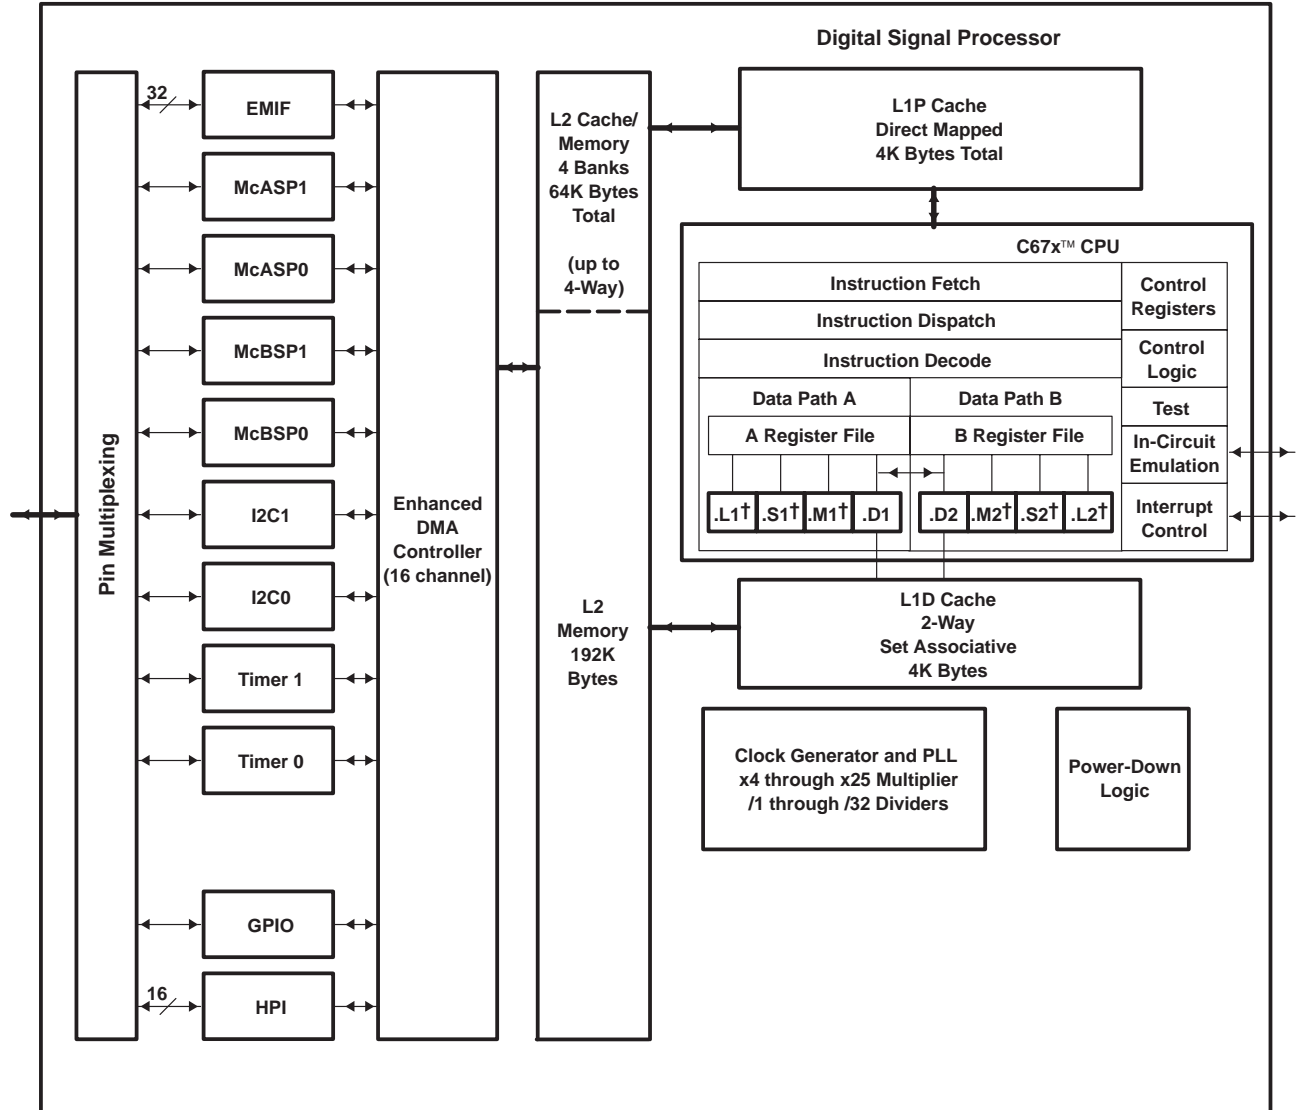 Digital Signal Processor
32
EMIF
McASP1
McASP0
McBSP1
McBSP0
I2C1
I2C0
Timer 1
Timer 0
GPIO
16
HPI
Pin Multiplexing
Enhanced
DMA
Controller
(16 channel)
L2 Cache/
Memory
4 Banks
64K Bytes
Total
(up to
4-Way)
L2
Memory
192K
Bytes
L1P Cache
Direct Mapped
4K Bytes Total
C67x™ CPU
Instruction Fetch
Instruction Dispatch
Instruction Decode
Data Path A
Data Path B
A Register File
B Register File
.L1†
.S1†
.M1†
.D1
.D2
.M2†
.S2†
.L2†
Control
Registers
Control
Logic
Test
In-Circuit
Emulation
Interrupt
Control
L1D Cache
2-Way
Set Associative
4K Bytes
Clock Generator and PLL
x4 through x25 Multiplier
/1 through /32 Dividers
Power-Down
Logic